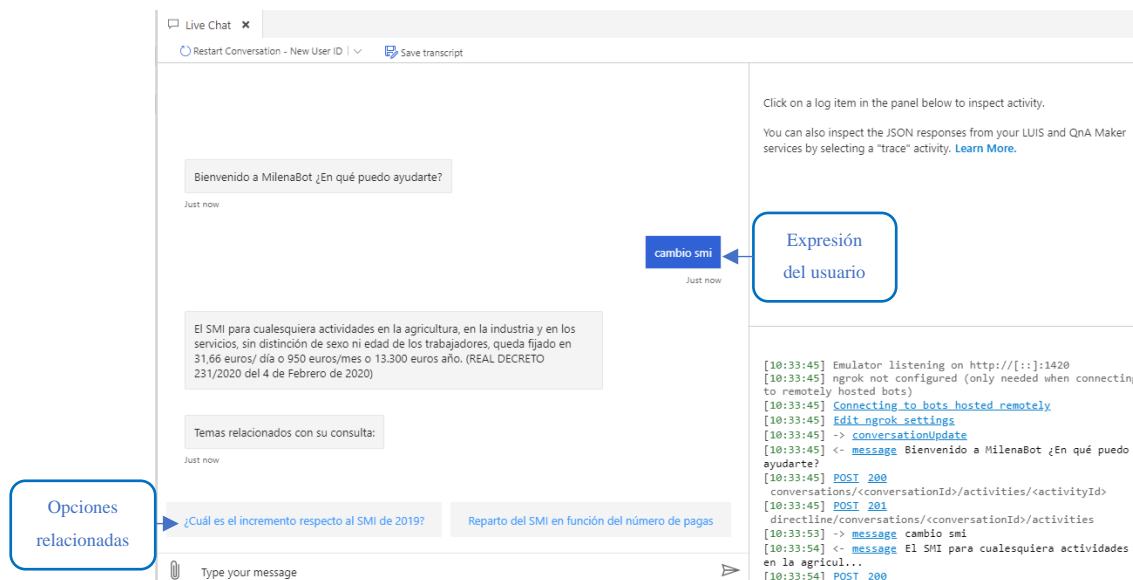 Live Chat ✖
Restart Conversation - New User ID
Save transcript
Bienvenido a MilenaBot ¿En qué puedo ayudarte?
Just now
cambio smi
Just now
Expresión
del usuario
El SMI para cualesquiera actividades en la agricultura, en la industria y en los
servicios, sin distinción de sexo ni edad de los trabajadores, queda fijado en
31,66 euros/ día o 950 euros/mes o 13.300 euros año. (REAL DECRETO
231/2020 del 4 de Febrero de 2020)
Temas relacionados con su consulta:
Just now
Opciones
relacionadas
¿Cuál es el incremento respecto al SMI de 2019?
Reparto del SMI en función del número de pagas
Type your message
Click on a log item in the panel below to inspect activity.
You can also inspect the JSON responses from your LUIS and QnA Maker
services by selecting a "trace" activity. Learn More.
[10:33:45] Emulator listening on http://[::]:1420
[10:33:45] ngrok not configured (only needed when connecting
to remotely hosted bots)
[10:33:45] Connecting to bots hosted remotely
[10:33:45] Edit ngrok settings
[10:33:45] -> conversationUpdate
[10:33:45] <- message Bienvenido a MilenaBot ¿En qué puedo
ayudarte?
[10:33:45] POST 200
conversations/<conversationId>/activities/<activityId>
[10:33:45] POST 201
directline/conversations/<conversationId>/activities
[10:33:53] -> message cambio smi
[10:33:54] <- message El SMI para cualesquiera actividades
en la agricul...
[10:33:54] POST 200